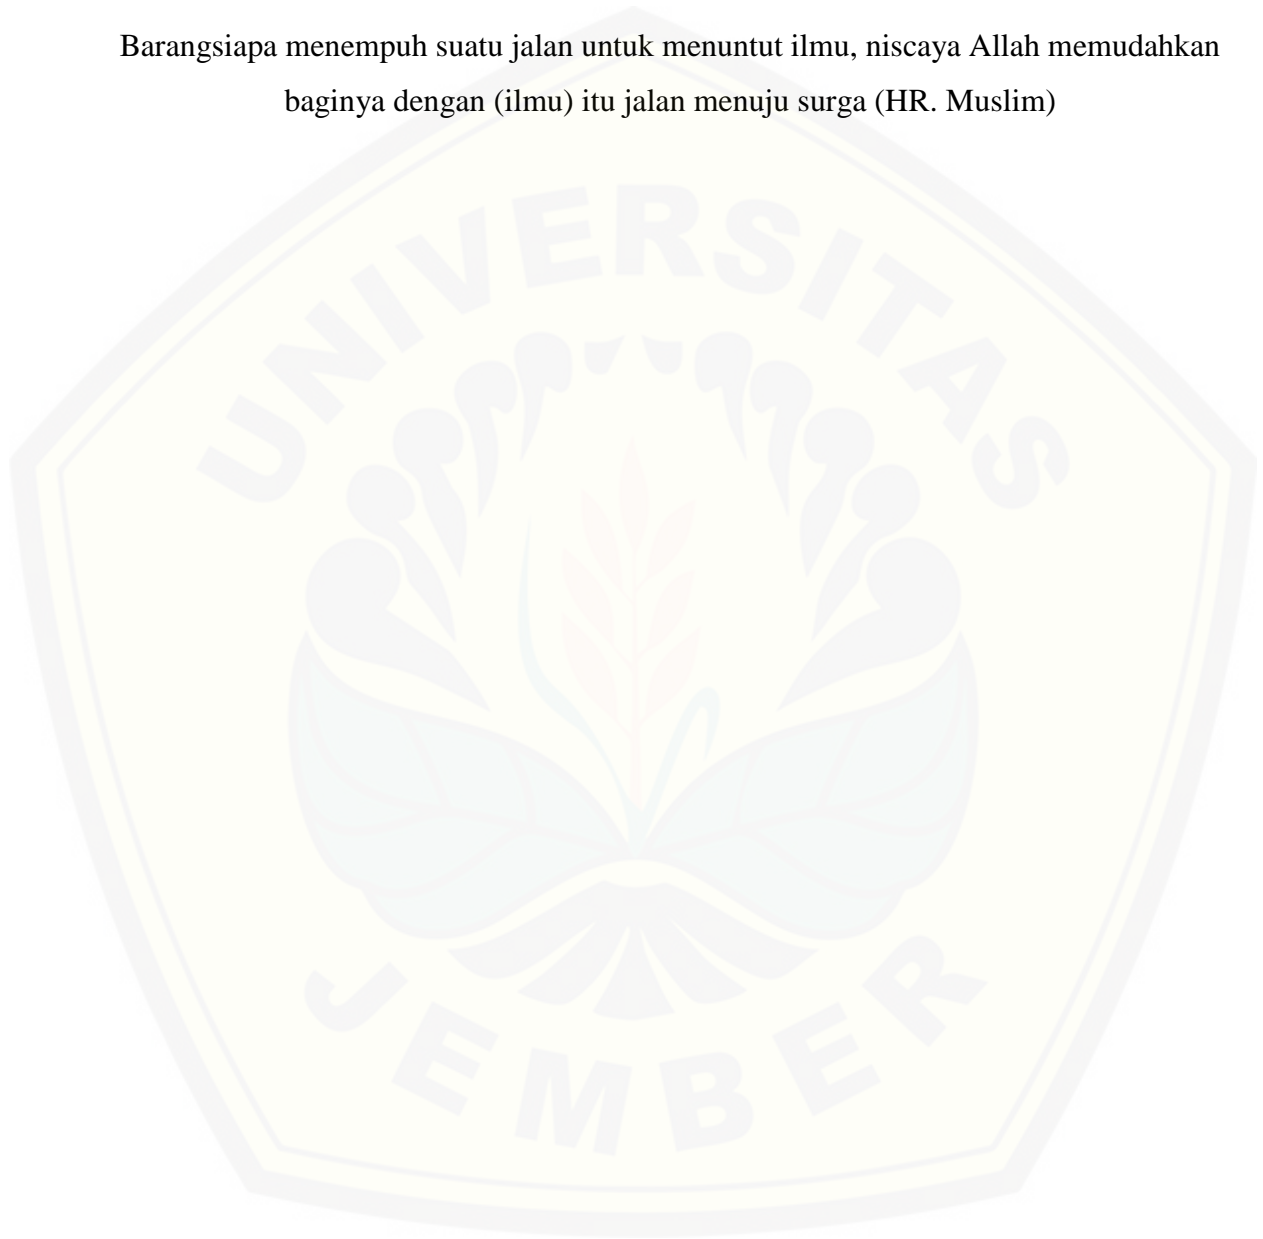 Barangsiapa menempuh suatu jalan untuk menuntut ilmu, niscaya Allah memudahkan
baginya dengan (ilmu) itu jalan menuju surga (HR. Muslim)
UNIVERSITAS
JEMBER